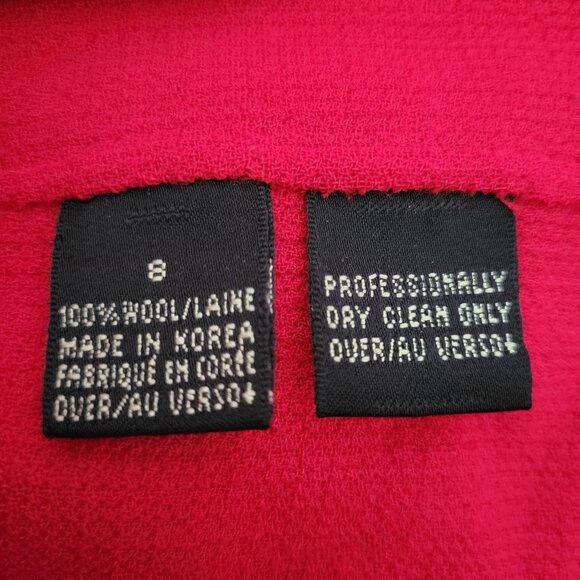 8
100% WOOL/LAINE
MADE IN KOREA
FABRIQUÉ EN CORÉE
OVER/AU VERSO↓
PROFESSIONALLY
DRY CLEAN ONLY
OVER/AU VERSO↓